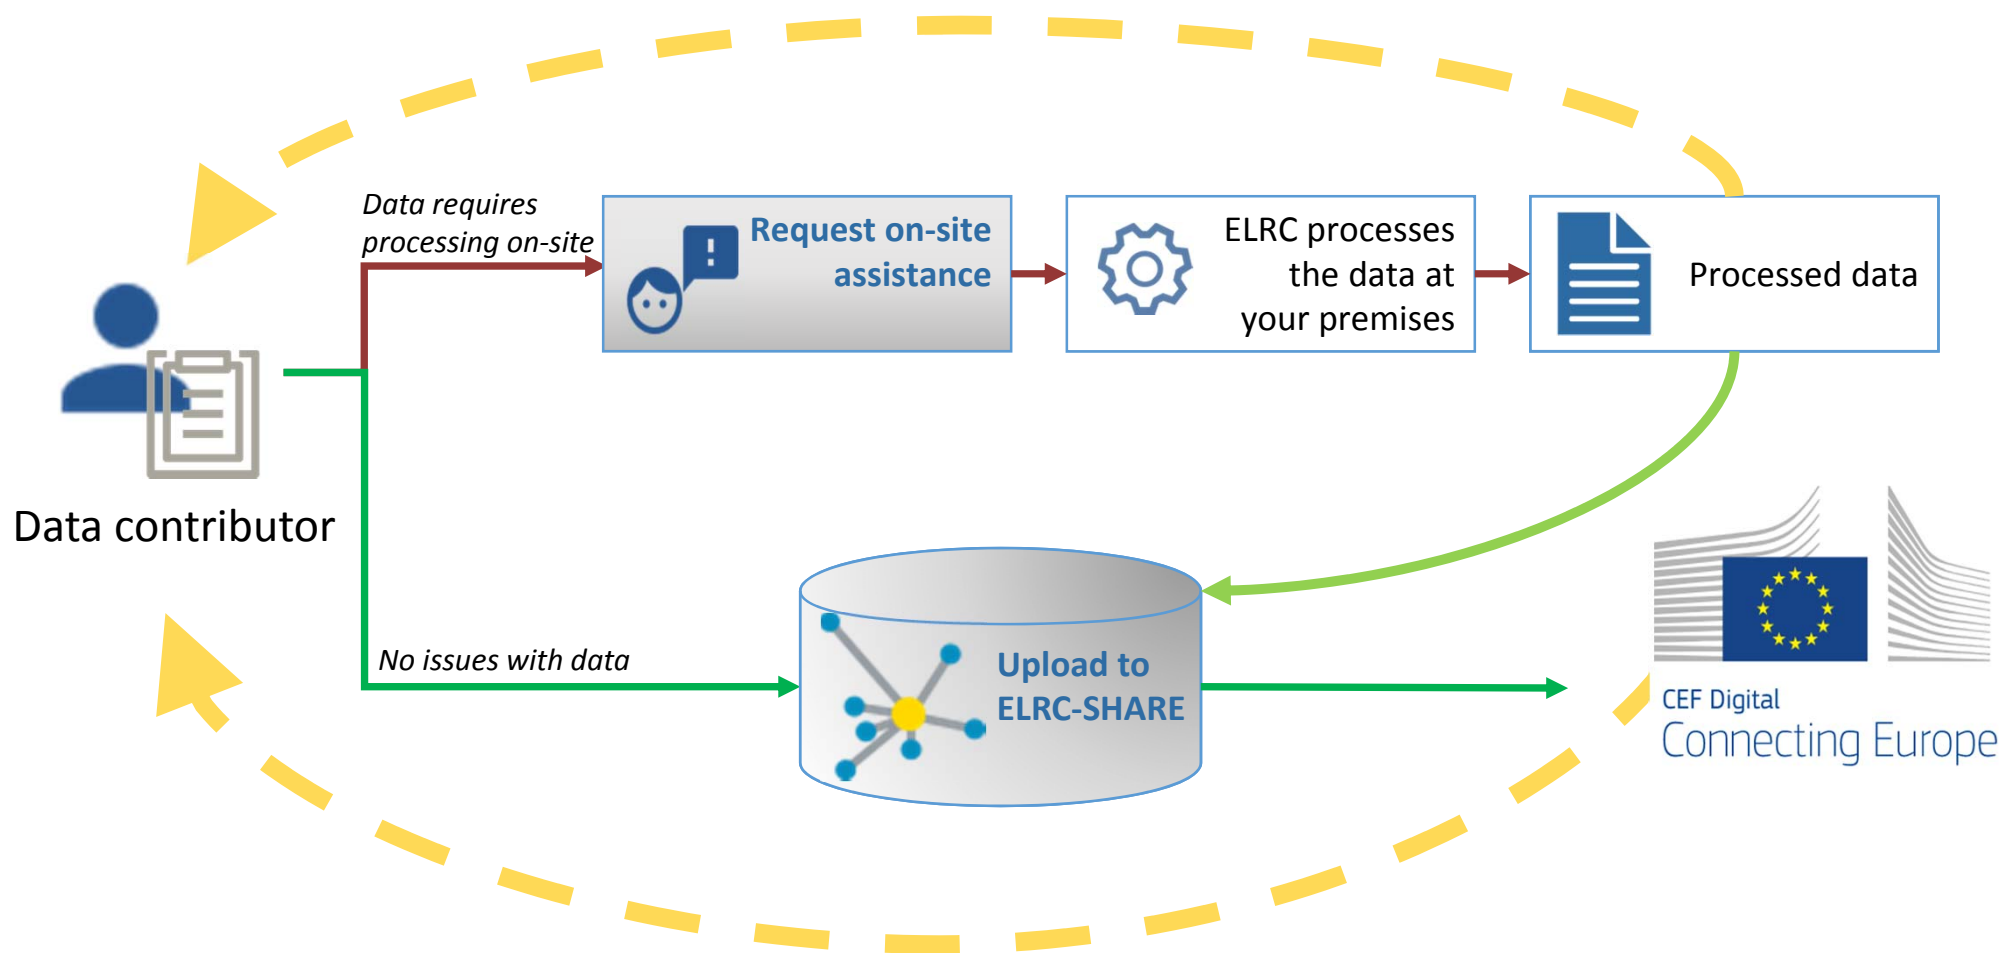 Data requires
processing on-site
Request on-site
assistance
ELRC processes
the data at
your premises
Processed data
Data contributor
No issues with data
Upload to
ELRC-SHARE
CEF Digital
Connecting Europe